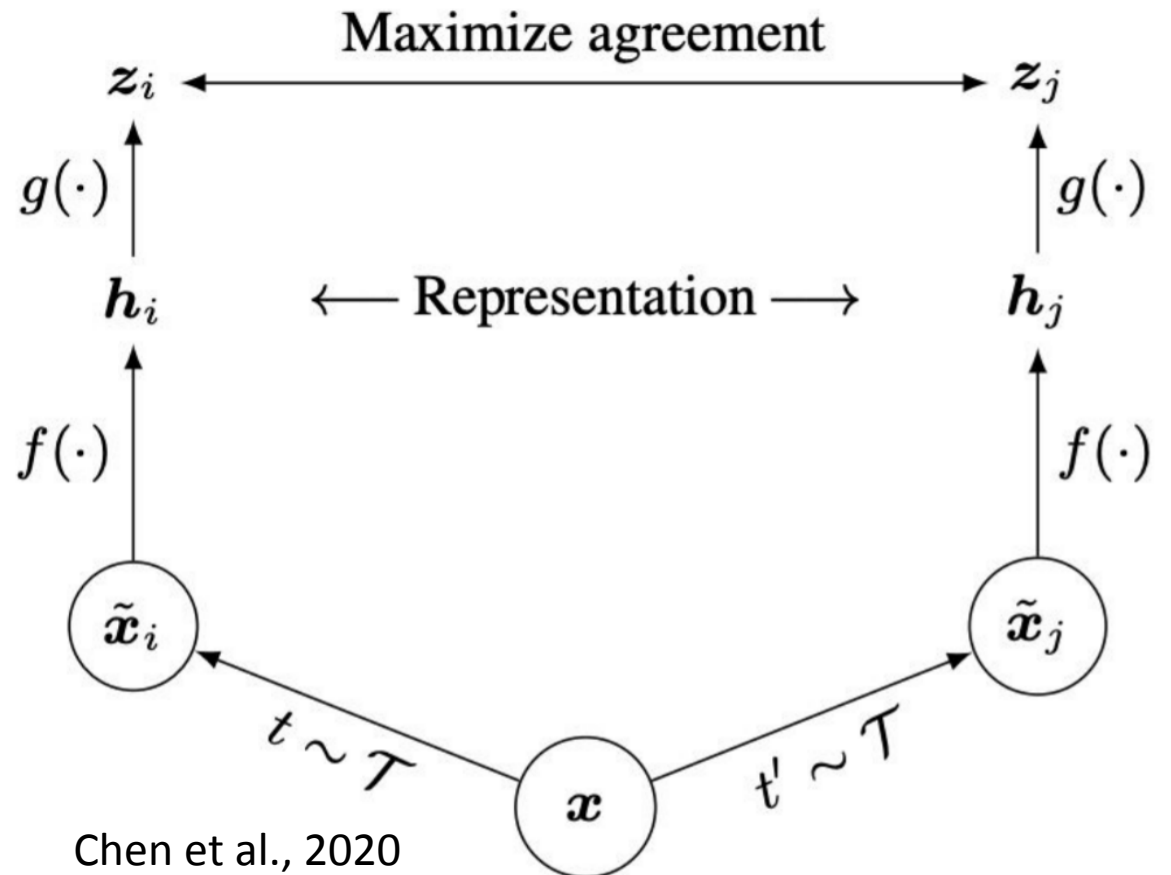 Maximize agreement
z_i z_j
g(·) g(·)
h_i ← Representation → h_j
f(·) f(·)
x̃_i x̃_j
t ~ 𝒯 t' ~ 𝒯
x
Chen et al., 2020